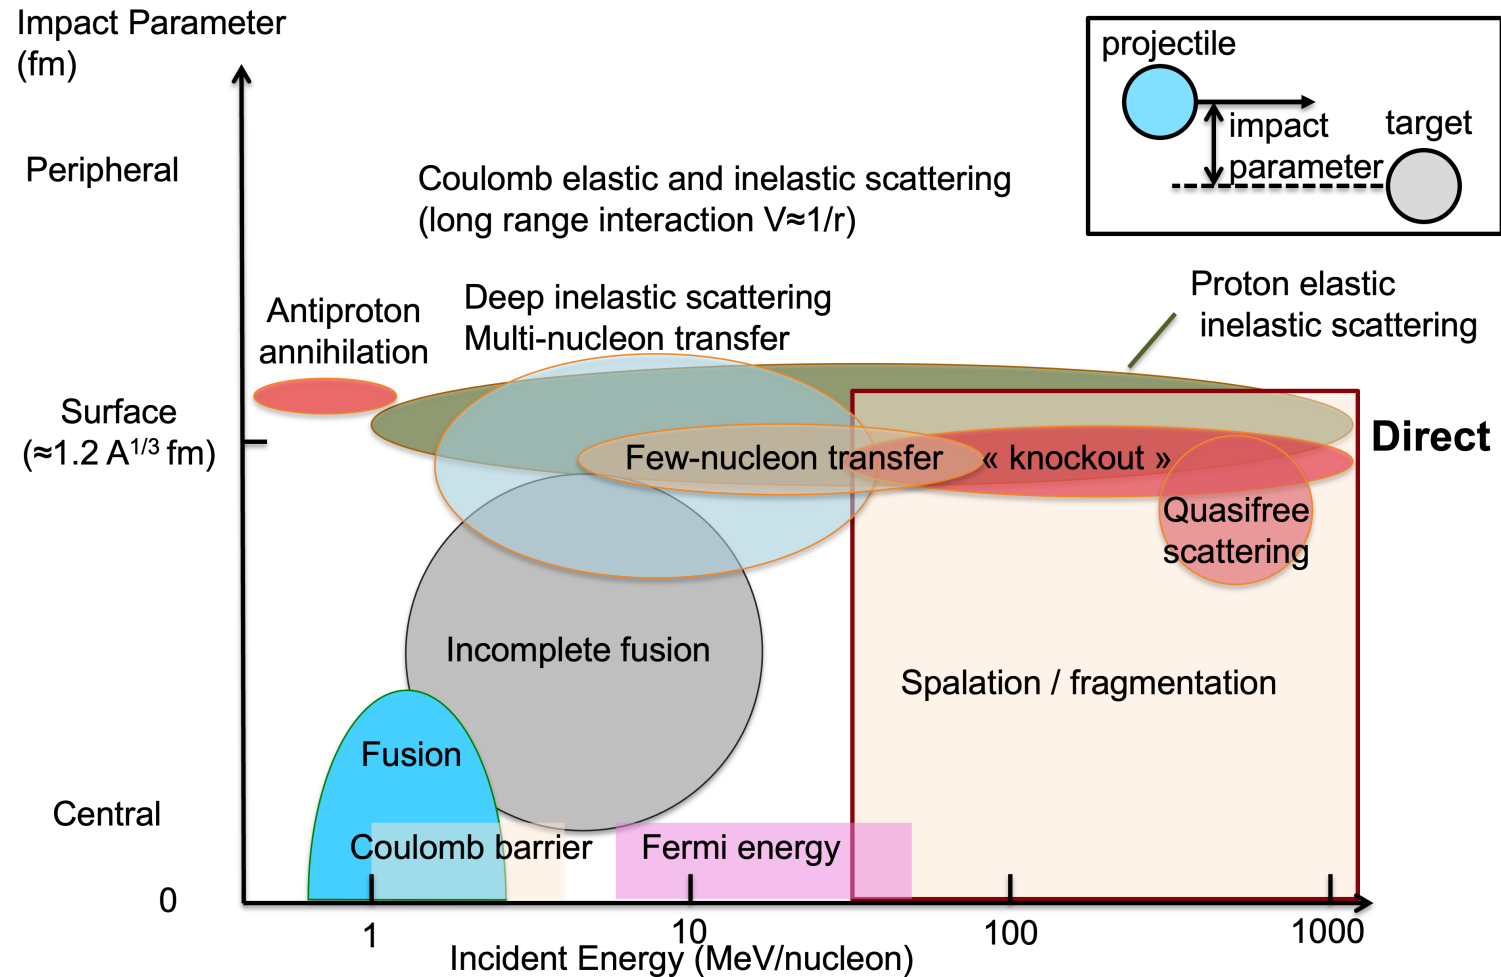 Impact Parameter
(fm)
projectile
impact
parameter
target
Peripheral
Coulomb elastic and inelastic scattering
(long range interaction V≈1/r)
Proton elastic
inelastic scattering
Antiproton
annihilation
Deep inelastic scattering
Multi-nucleon transfer
Surface
(≈1.2 A^{1/3} fm)
Direct
Few-nucleon transfer
« knockout »
Quasifree
scattering
Incomplete fusion
Spalation / fragmentation
Fusion
Central
Coulomb barrier
Fermi energy
0
1
10
100
1000
Incident Energy (MeV/nucleon)